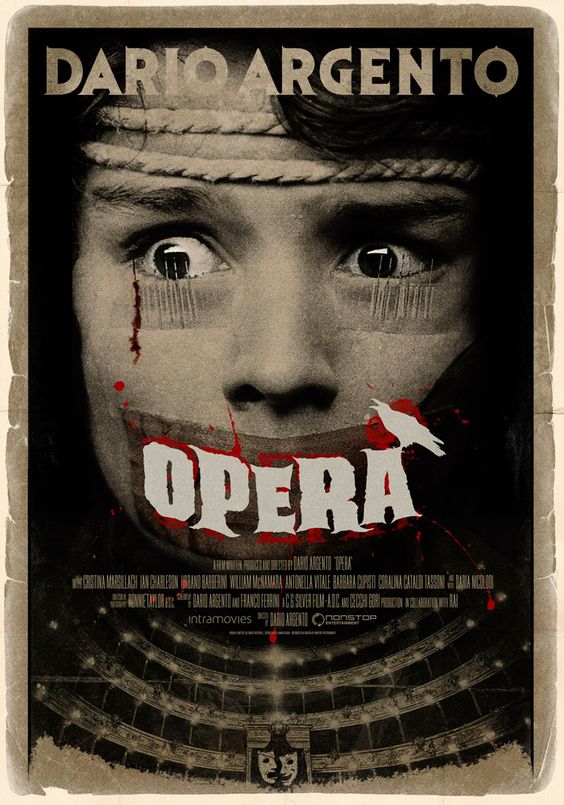 DARIO ARGENTO
OPERA
A FILM WRITTEN, PRODUCED AND DIRECTED BY DARIO ARGENTO "OPERA"
CRISTINA MARSILLACH IAN CHARLESON URBANO BARBERINI WILLIAM McNAMARA ANTONELLA VITALE BARBARA CUPISTI CORALINA CATALDI TASSONI AND DARIA NICOLODI
DIRECTOR OF PHOTOGRAPHY RONNIE TAYLOR B.S.C. DARIO ARGENTO AND FRANCO FERRINI A C.G. SILVER FILM - A.D.C. AND CECCHI GORI PRODUCTION IN COLLABORATION WITH RAI
intramovies DIRECTED BY DARIO ARGENTO NONSTOP ENTERTAINMENT